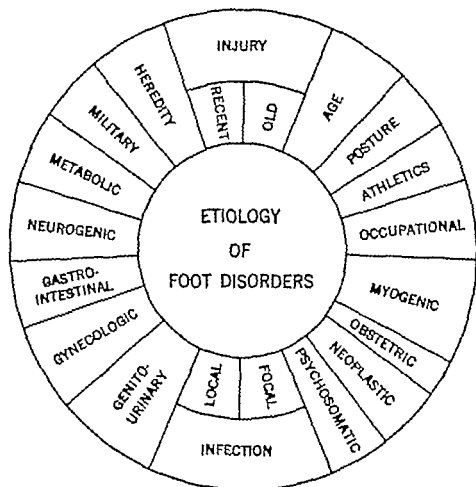 ETIOLOGY
OF
FOOT DISORDERS
INJURY
RECENT
OLD
AGE
POSTURE
ATHLETICS
OCCUPATIONAL
MYOGENIC
OBSTETRIC
NEOPLASTIC
PSYCHOSOMATIC
INFECTION
FOCAL
LOCAL
GENITO-
URINARY
GYNECOLOGIC
GASTRO-
INTESTINAL
NEUROGENIC
METABOLIC
MILITARY
HEREDITY